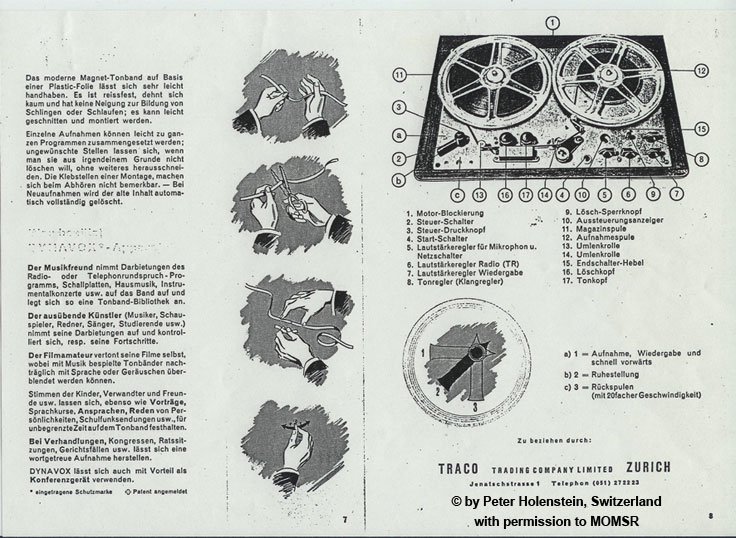 Das moderne Magnet-Tonband auf Basis
einer Plastic-Folie lässt sich sehr leicht
handhaben. Es ist reissfest, dehnt sich
kaum und hat keine Neigung zur Bildung von
Schlingen oder Schlaufen; es kann leicht
geschnitten und montiert werden.
Einzelne Aufnahmen können leicht zu gan-
zen Programmen zusammengesetzt werden;
ungewünschte Stellen lassen sich, wenn
man sie aus irgendeinem Grunde nicht
löschen will, ohne weiteres herausschnei-
den. Die Klebstellen einer Montage, machen
sich beim Abhören nicht bemerkbar. — Bei
Neuaufnahmen wird der alte Inhalt automa-
tisch vollständig gelöscht.
DYNAVOX*-Apparat
Der Musikfreund nimmt Darbietungen des
Radio- oder Telephonrundspruch-Pro-
gramms, Schallplatten, Hausmusik, Instru-
mentalkonzerte usw. auf das Band auf und
legt sich so eine Tonband-Bibliothek an.
Der ausübende Künstler (Musiker, Schau-
spieler, Redner, Sänger, Studierende usw.)
nimmt seine Darbietungen auf und kontrol-
liert sich, resp. seine Fortschritte.
Der Filmamateur vertont seine Filme selbst,
wobei mit Musik bespielte Tonbänder nach-
träglich mit Sprache oder Geräuschen über-
blendet werden können.
Stimmen der Kinder, Verwandter und Freun-
de usw. lassen sich, ebenso wie Vorträge,
Sprachkurse, Ansprachen, Reden von Per-
sönlichkeiten, Schulfunksendungen usw., für
unbegrenzte Zeit auf dem Tonband festhalten.
Bei Verhandlungen, Kongressen, Ratssit-
zungen, Gerichtsfällen usw. lässt sich eine
wortgetreue Aufnahme herstellen.
DYNAVOX lässt sich auch mit Vorteil als
Konferenzgerät verwenden.
* eingetragene Schutzmarke Patent angemeldet
7
1
11
12
3
a
2
b
15
8
c 13 16 17 14 4 10 5 6 9 7
1. Motor-Blockierung
2. Steuer-Schalter
3. Steuer-Druckknopf
4. Start-Schalter
5. Lautstärkeregler für Mikrophon u.
Netzschalter
6. Lautstärkeregler Radio (TR)
7. Lautstärkeregler Wiedergabe
8. Tonregler (Klangregler)
9. Lösch-Sperrknopf
10. Aussteuerungsanzeiger
11. Magazinspule
12. Aufnahmespule
13. Umlenkrolle
14. Umlenkrolle
15. Endschalter-Hebel
16. Löschkopf
17. Tonkopf
1
2
3
a) 1 = Aufnahme, Wiedergabe und
schnell vorwärts
b) 2 = Ruhestellung
c) 3 = Rückspulen
(mit 20facher Geschwindigkeit)
Zu beziehen durch:
TRACO TRADING COMPANY LIMITED ZURICH
Jenatschstrasse 1 Telephon (051) 272223
© by Peter Holenstein, Switzerland
with permission to MOMSR
8